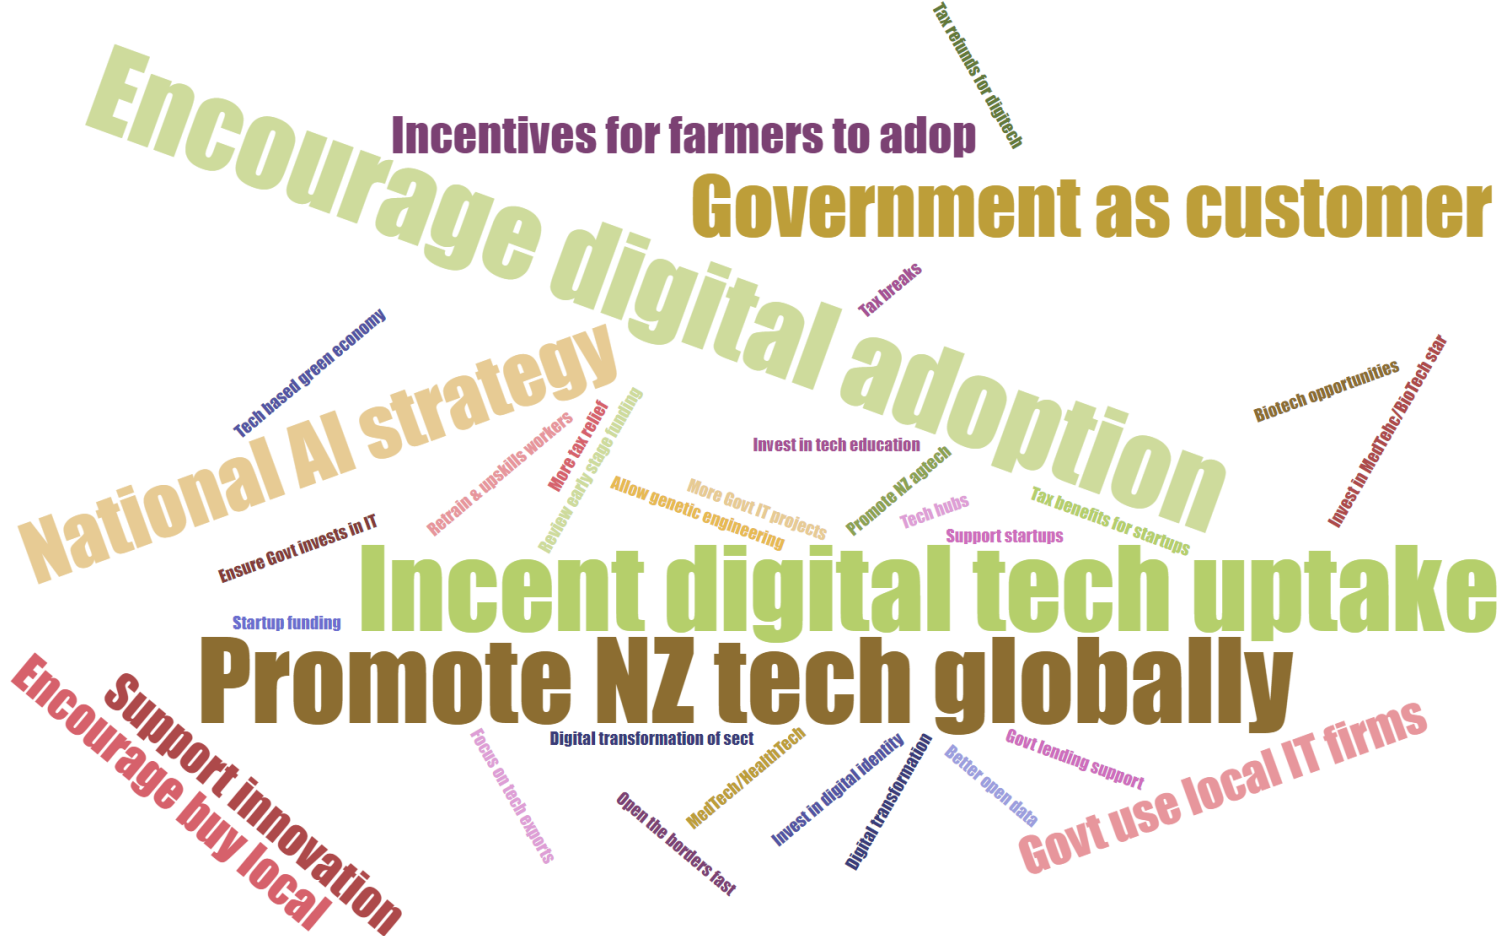 Tax refunds for digitech
Encourage digital adoption
Incentives for farmers to adop
Government as customer
Tax breaks
Tech based green economy
National AI strategy
Biotech opportunities
Invest in MedTehc/BioTech star
Retrain & upskills workers
More tax relief
Review early stage funding
Invest in tech education
Allow genetic engineering
More Govt IT projects
Promote NZ agtech
Tech hubs
Tax benefits for startups
Support startups
Ensure Govt invests in IT
Incent digital tech uptake
Startup funding
Promote NZ tech globally
Encourage buy local
Support innovation
Focus on tech exports
Digital transformation of sect
Open the borders fast
MedTech/HealthTech
Invest in digital identity
Digital transformation
Better open data
Govt lending support
Govt use local IT firms